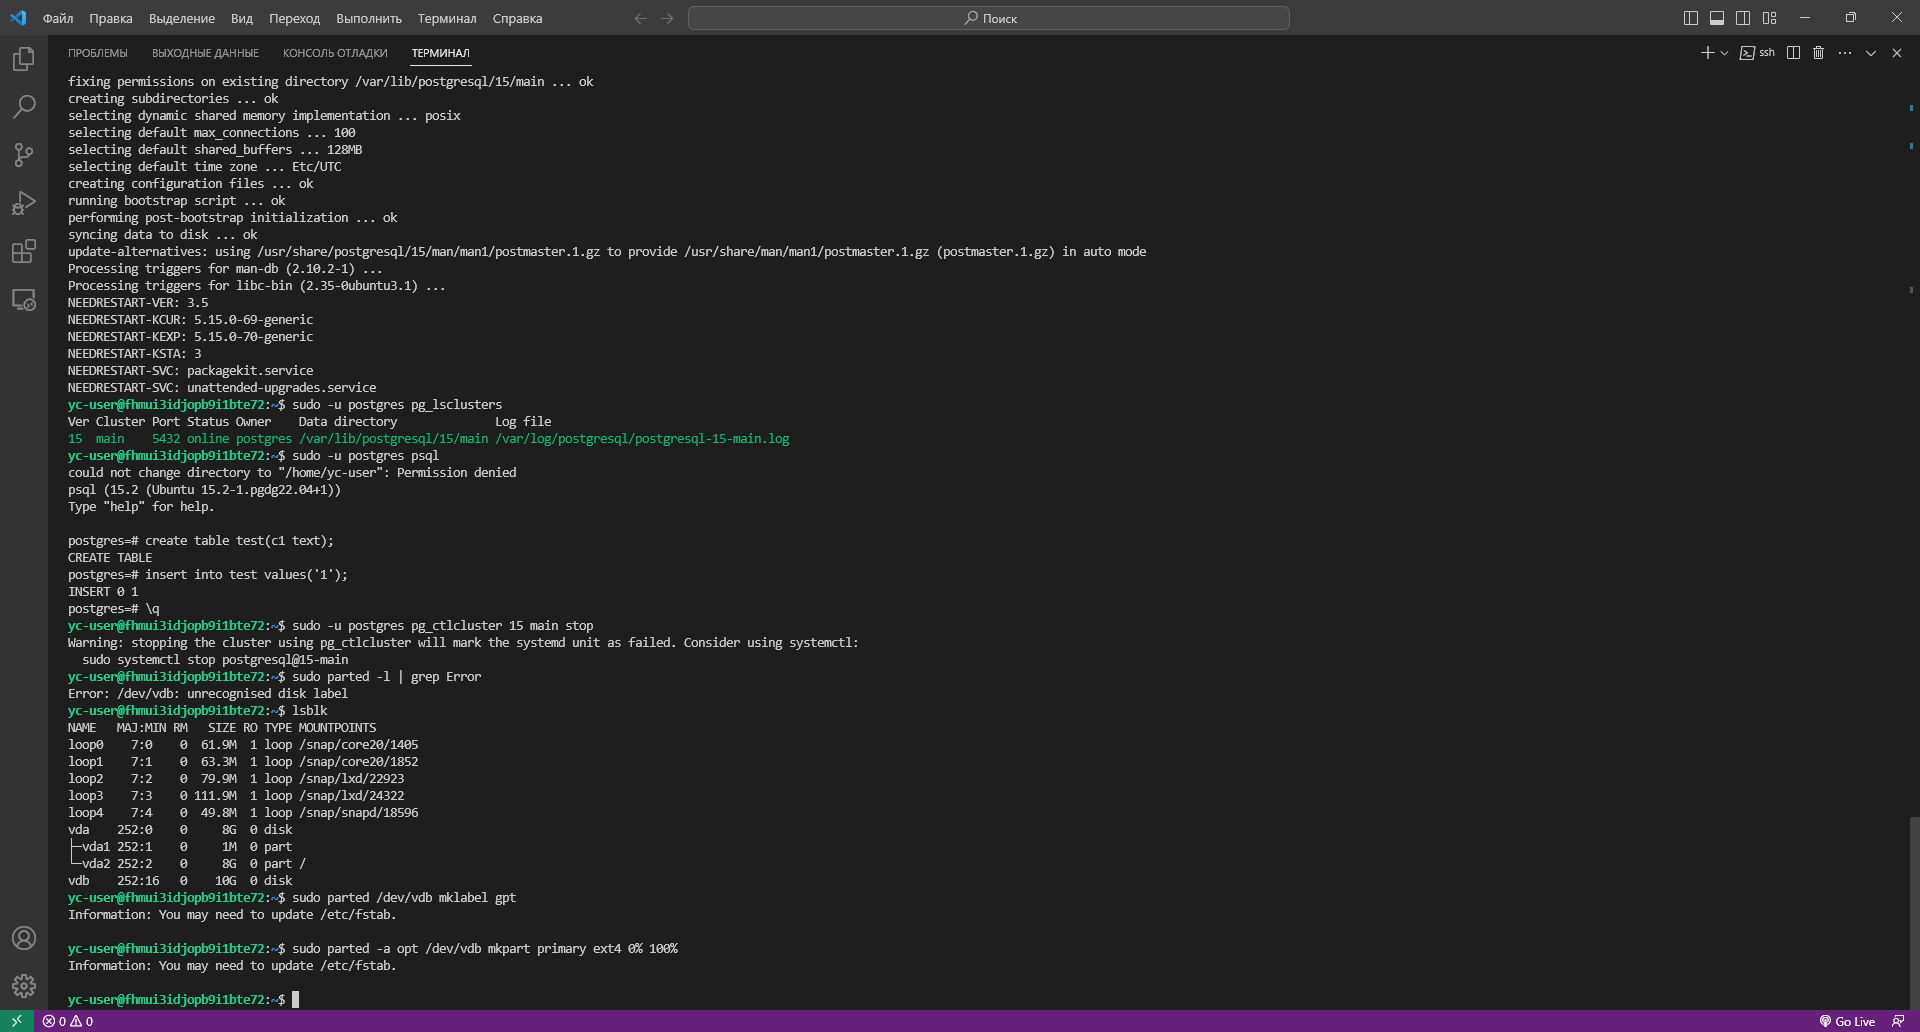 Файл Правка Выделение Вид Переход Выполнить Терминал Справка Поиск
ПРОБЛЕМЫ ВЫХОДНЫЕ ДАННЫЕ КОНСОЛЬ ОТЛАДКИ ТЕРМИНАЛ ssh
fixing permissions on existing directory /var/lib/postgresql/15/main ... ok
creating subdirectories ... ok
selecting dynamic shared memory implementation ... posix
selecting default max_connections ... 100
selecting default shared_buffers ... 128MB
selecting default time zone ... Etc/UTC
creating configuration files ... ok
running bootstrap script ... ok
performing post-bootstrap initialization ... ok
syncing data to disk ... ok
update-alternatives: using /usr/share/postgresql/15/man/man1/postmaster.1.gz to provide /usr/share/man/man1/postmaster.1.gz (postmaster.1.gz) in auto mode
Processing triggers for man-db (2.10.2-1) ...
Processing triggers for libc-bin (2.35-0ubuntu3.1) ...
NEEDRESTART-VER: 3.5
NEEDRESTART-KCUR: 5.15.0-69-generic
NEEDRESTART-KEXP: 5.15.0-70-generic
NEEDRESTART-KSTA: 3
NEEDRESTART-SVC: packagekit.service
NEEDRESTART-SVC: unattended-upgrades.service
yc-user@fhmui3idjopb9i1bte72:~$ sudo -u postgres pg_lsclusters
Ver Cluster Port Status Owner    Data directory              Log file
15  main    5432 online postgres /var/lib/postgresql/15/main /var/log/postgresql/postgresql-15-main.log
yc-user@fhmui3idjopb9i1bte72:~$ sudo -u postgres psql
could not change directory to "/home/yc-user": Permission denied
psql (15.2 (Ubuntu 15.2-1.pgdg22.04+1))
Type "help" for help.
postgres=# create table test(c1 text);
CREATE TABLE
postgres=# insert into test values('1');
INSERT 0 1
postgres=# \q
yc-user@fhmui3idjopb9i1bte72:~$ sudo -u postgres pg_ctlcluster 15 main stop
Warning: stopping the cluster using pg_ctlcluster will mark the systemd unit as failed. Consider using systemctl:
  sudo systemctl stop postgresql@15-main
yc-user@fhmui3idjopb9i1bte72:~$ sudo parted -l | grep Error
Error: /dev/vdb: unrecognised disk label
yc-user@fhmui3idjopb9i1bte72:~$ lsblk
NAME   MAJ:MIN RM   SIZE RO TYPE MOUNTPOINTS
loop0    7:0    0  61.9M  1 loop /snap/core20/1405
loop1    7:1    0  63.3M  1 loop /snap/core20/1852
loop2    7:2    0  79.9M  1 loop /snap/lxd/22923
loop3    7:3    0 111.9M  1 loop /snap/lxd/24322
loop4    7:4    0  49.8M  1 loop /snap/snapd/18596
vda    252:0    0     8G  0 disk
├─vda1 252:1    0     1M  0 part
└─vda2 252:2    0     8G  0 part /
vdb    252:16   0    10G  0 disk
yc-user@fhmui3idjopb9i1bte72:~$ sudo parted /dev/vdb mklabel gpt
Information: You may need to update /etc/fstab.
yc-user@fhmui3idjopb9i1bte72:~$ sudo parted -a opt /dev/vdb mkpart primary ext4 0% 100%
Information: You may need to update /etc/fstab.
yc-user@fhmui3idjopb9i1bte72:~$
0 0 Go Live